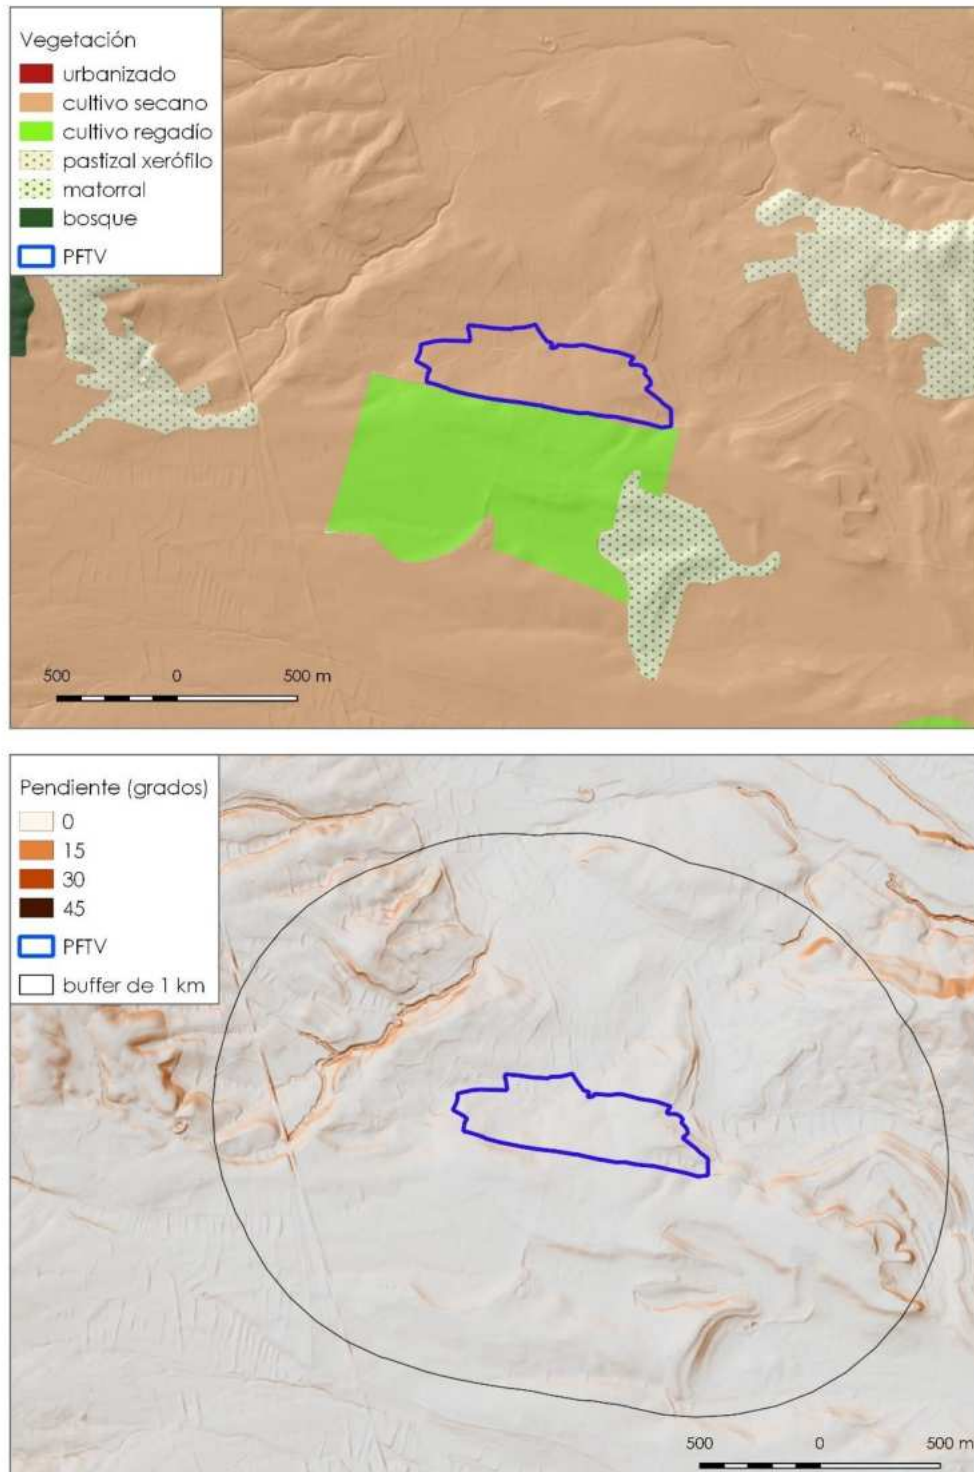 Vegetación
urbanizado
cultivo secano
cultivo regadío
pastizal xerófilo
matorral
bosque
PFTV
500 0 500 m
Pendiente (grados)
0
15
30
45
PFTV
buffer de 1 km
500 0 500 m